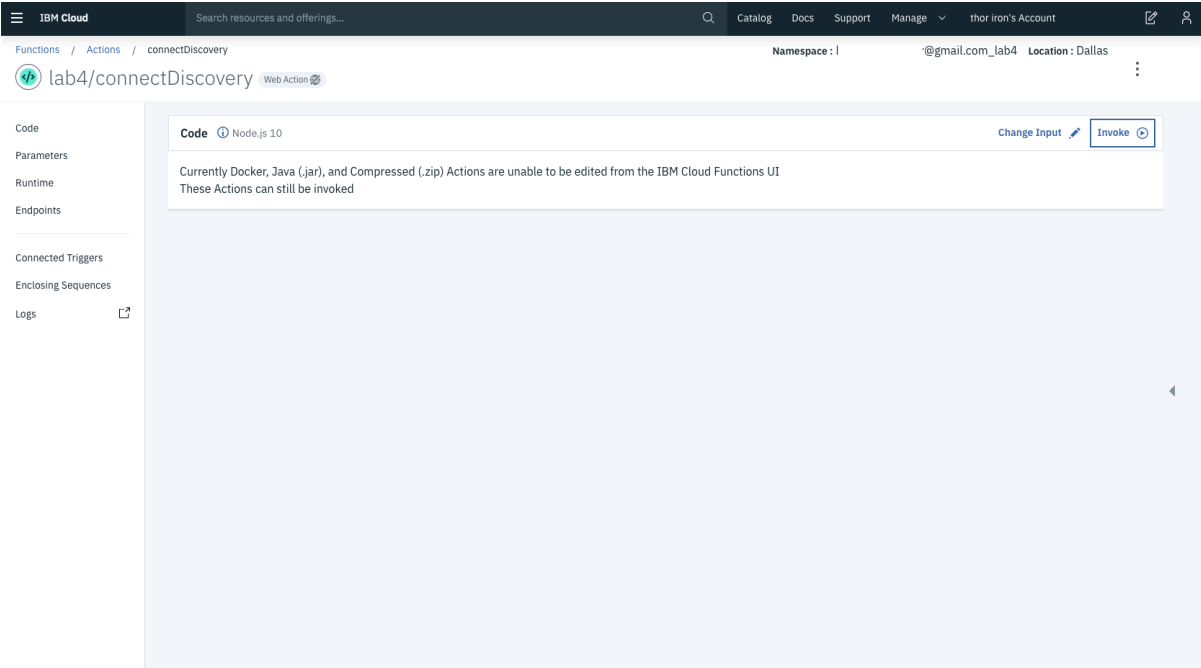 IBM Cloud
Search resources and offerings...
Catalog
Docs
Support
Manage
thor iron's Account
Functions / Actions / connectDiscovery
Namespace :
@gmail.com_lab4
Location : Dallas
lab4/connectDiscovery
Web Action
Code
Parameters
Runtime
Endpoints
Connected Triggers
Enclosing Sequences
Logs
Code
Node.js 10
Change Input
Invoke
Currently Docker, Java (.jar), and Compressed (.zip) Actions are unable to be edited from the IBM Cloud Functions UI
These Actions can still be invoked